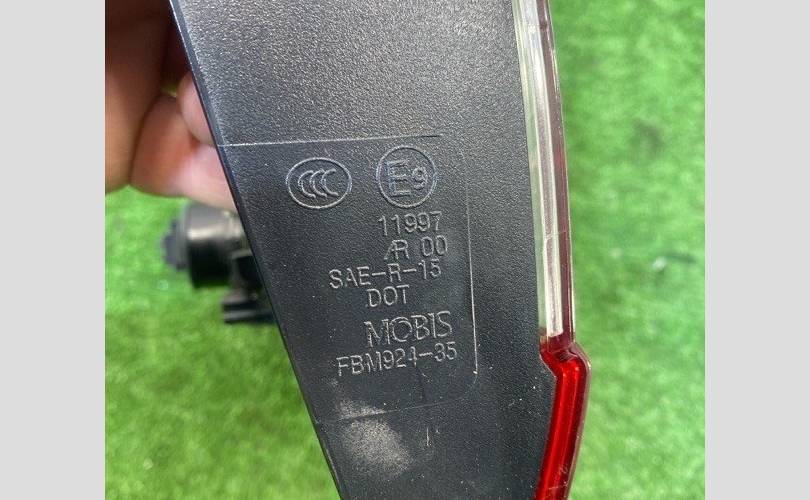 CCC E9
11997
AR 00
SAE-R-15
DOT
MOBIS
FBM924-35